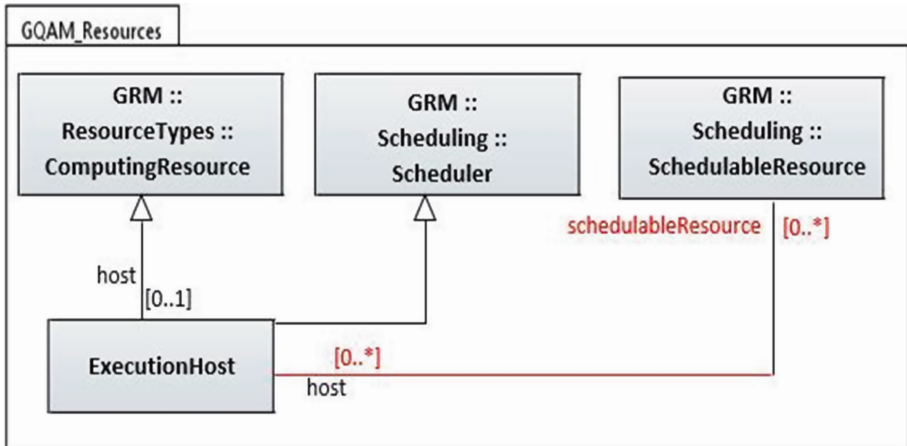 GQAM_Resources
GRM ::
ResourceTypes ::
ComputingResource
GRM ::
Scheduling ::
Scheduler
GRM ::
Scheduling ::
SchedulableResource
schedulableResource [0..*]
host
[0..1]
ExecutionHost
[0..*]
host